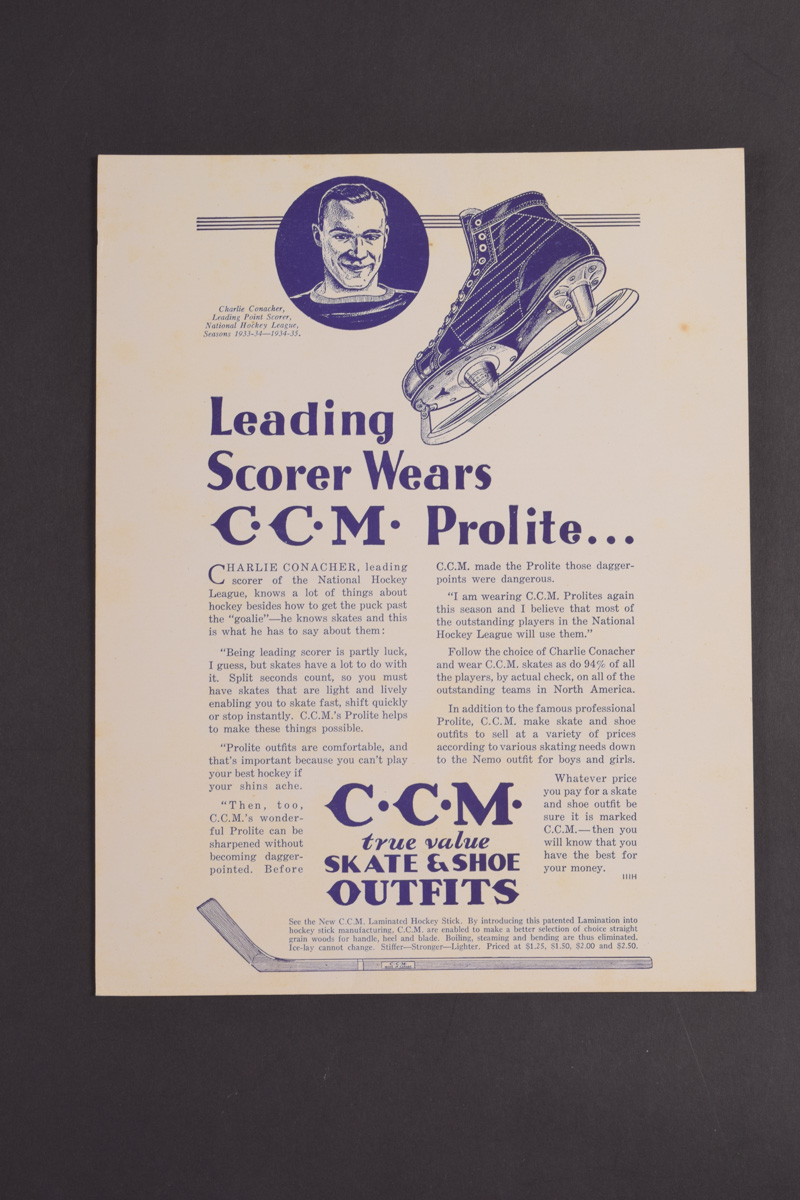 Charlie Conacher,
Leading Point Scorer,
National Hockey League,
Seasons 1933-34—1934-35.
Leading
Scorer Wears
C·C·M· Prolite...
CHARLIE CONACHER, leading
scorer of the National Hockey
League, knows a lot of things about
hockey besides how to get the puck past
the "goalie"—he knows skates and this
is what he has to say about them:
"Being leading scorer is partly luck,
I guess, but skates have a lot to do with
it. Split seconds count, so you must
have skates that are light and lively
enabling you to skate fast, shift quickly
or stop instantly. C.C.M.'s Prolite helps
to make these things possible.
"Prolite outfits are comfortable, and
that's important because you can't play
your best hockey if
your shins ache.
"Then, too,
C.C.M.'s wonder-
ful Prolite can be
sharpened without
becoming dagger-
pointed. Before
C.C.M. made the Prolite those dagger-
points were dangerous.
"I am wearing C.C.M. Prolites again
this season and I believe that most of
the outstanding players in the National
Hockey League will use them."
Follow the choice of Charlie Conacher
and wear C.C.M. skates as do 94% of all
the players, by actual check, on all of the
outstanding teams in North America.
In addition to the famous professional
Prolite, C.C.M. make skate and shoe
outfits to sell at a variety of prices
according to various skating needs down
to the Nemo outfit for boys and girls.
Whatever price
you pay for a skate
and shoe outfit be
sure it is marked
C.C.M.—then you
will know that you
have the best for
your money.
IIIH
C·C·M·
true value
SKATE & SHOE
OUTFITS
See the New C.C.M. Laminated Hockey Stick. By introducing this patented Lamination into
hockey stick manufacturing, C.C.M. are enabled to make a better selection of choice straight
grain woods for handle, heel and blade. Boiling, steaming and bending are thus eliminated.
Ice-lay cannot change. Stiffer—Stronger—Lighter. Priced at $1.25, $1.50, $2.00 and $2.50.
C·C·M